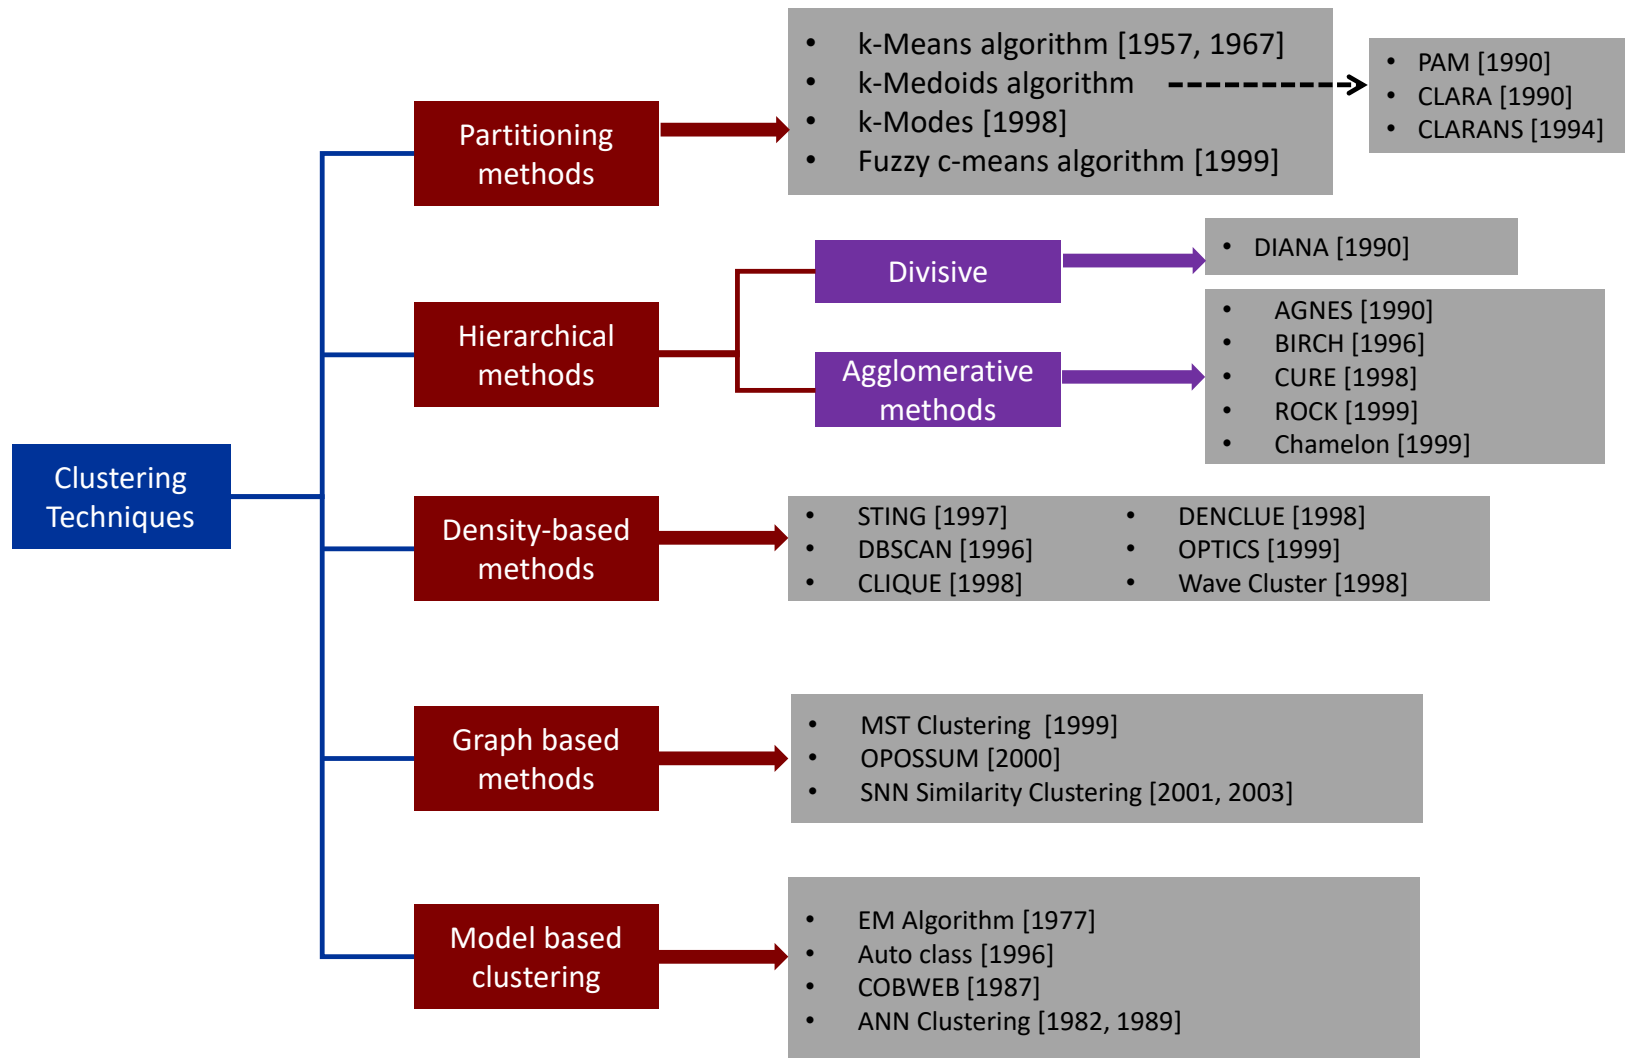 Clustering
Techniques
Partitioning
methods
• k-Means algorithm [1957, 1967]
• k-Medoids algorithm
• k-Modes [1998]
• Fuzzy c-means algorithm [1999]
• PAM [1990]
• CLARA [1990]
• CLARANS [1994]
Hierarchical
methods
Divisive
• DIANA [1990]
Agglomerative
methods
• AGNES [1990]
• BIRCH [1996]
• CURE [1998]
• ROCK [1999]
• Chamelon [1999]
Density-based
methods
• STING [1997]
• DBSCAN [1996]
• CLIQUE [1998]
• DENCLUE [1998]
• OPTICS [1999]
• Wave Cluster [1998]
Graph based
methods
• MST Clustering [1999]
• OPOSSUM [2000]
• SNN Similarity Clustering [2001, 2003]
Model based
clustering
• EM Algorithm [1977]
• Auto class [1996]
• COBWEB [1987]
• ANN Clustering [1982, 1989]